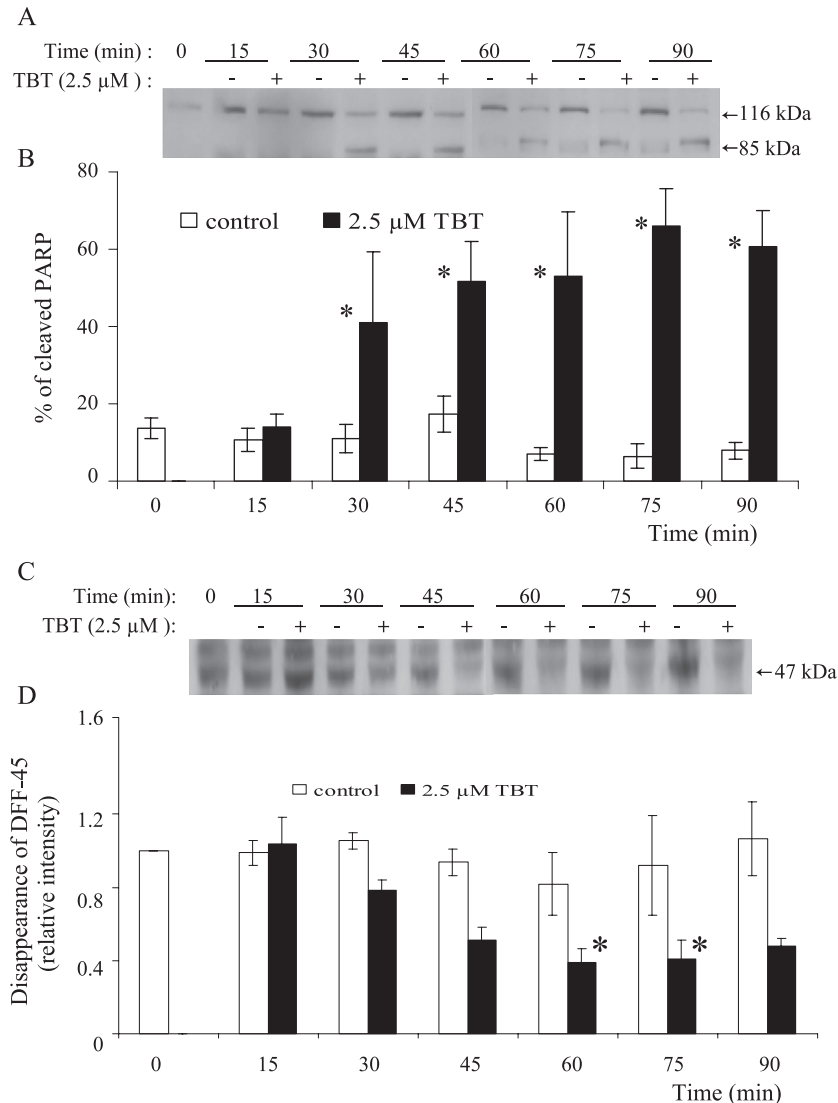 A
Time (min) : 0 15 30 45 60 75 90
TBT (2.5 μM ) : - + - + - + - + - + - +
←116 kDa
←85 kDa
B
80
60
40
20
0
% of cleaved PARP
control 2.5 μM TBT
* * * * *
0 15 30 45 60 75 90
Time (min)
C
Time (min): 0 15 30 45 60 75 90
TBT (2.5 μM ): - + - + - + - + - + - +
←47 kDa
D
1.6
1.2
0.8
0.4
0
Disappearance of DFF-45
(relative intensity)
control 2.5 μM TBT
* *
0 15 30 45 60 75 90
Time (min)